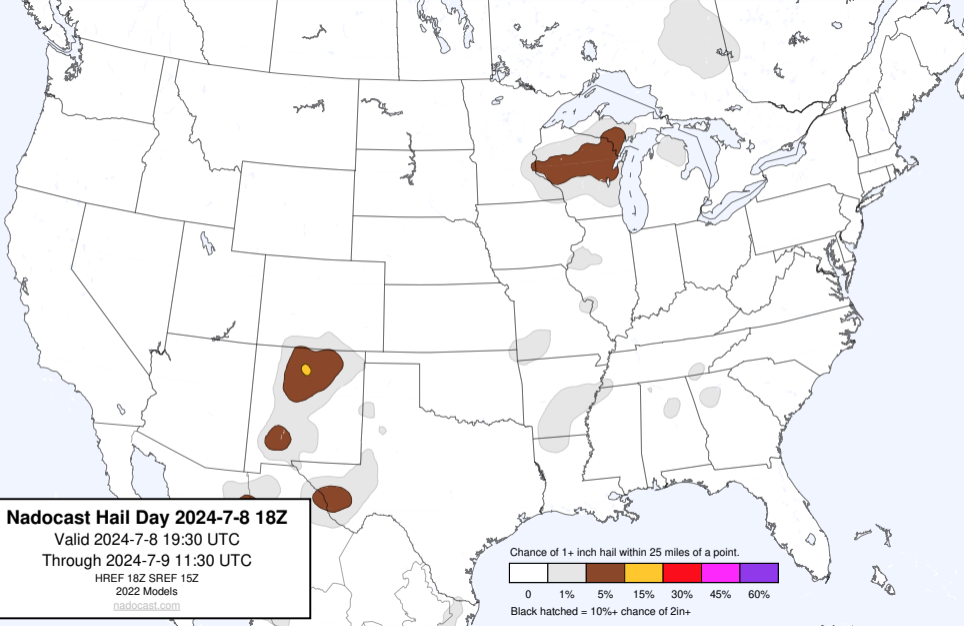 Nadocast Hail Day 2024-7-8 18Z
Valid 2024-7-8 19:30 UTC
Through 2024-7-9 11:30 UTC
HREF 18Z SREF 15Z
2022 Models
nadocast.com
Chance of 1+ inch hail within 25 miles of a point.
0 1% 5% 15% 30% 45% 60%
Black hatched = 10%+ chance of 2in+